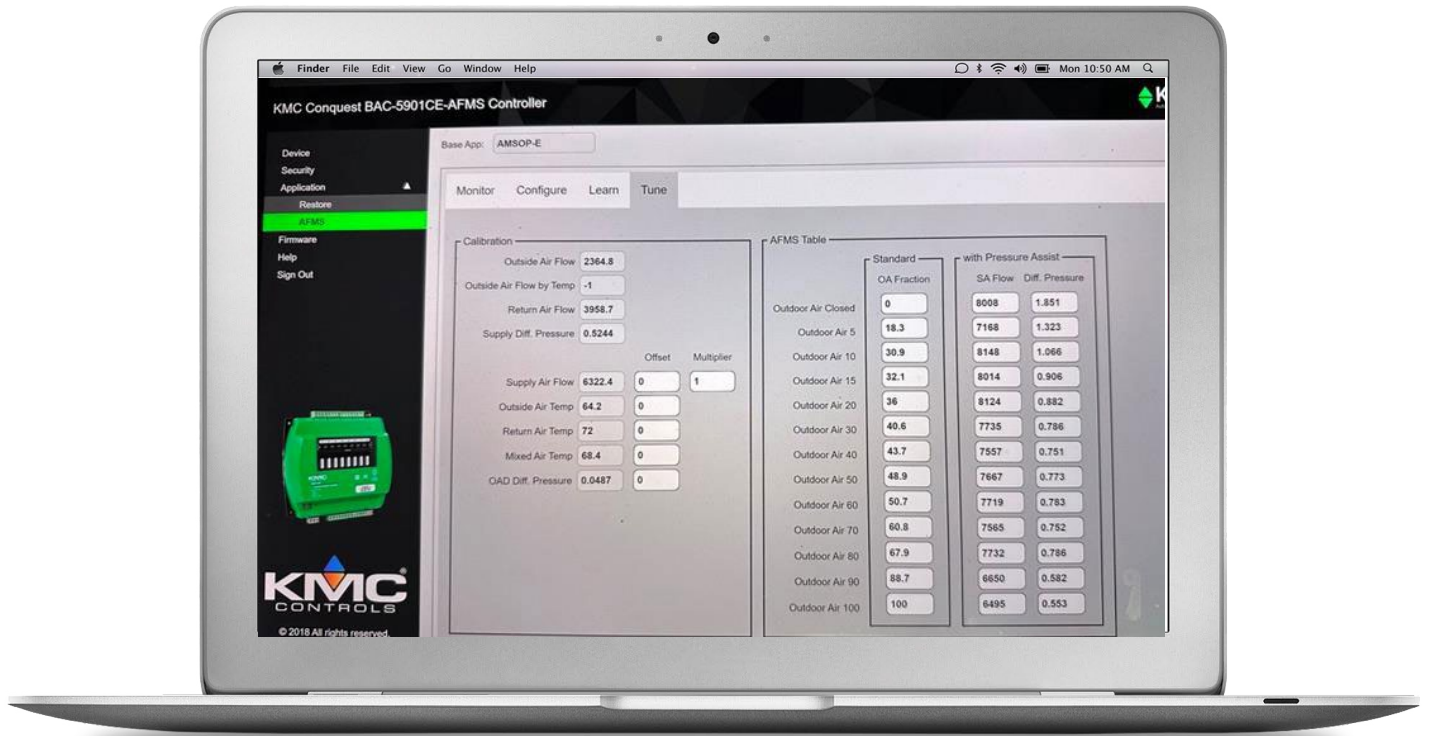 Finder File Edit View Go Window Help Mon 10:50 AM
KMC Conquest BAC-5901CE-AFMS Controller
K
Device
Security
Application
Restore
AFMS
Firmware
Help
Sign Out
KMC
CONTROLS
© 2018 All rights reserved.
Base App: AMSOP-E
Monitor Configure Learn Tune
Calibration
Outside Air Flow 2364.8
Outside Air Flow by Temp -1
Return Air Flow 3958.7
Supply Diff. Pressure 0.5244
Offset Multiplier
Supply Air Flow 6322.4 0 1
Outside Air Temp 64.2 0
Return Air Temp 72 0
Mixed Air Temp 68.4 0
OAD Diff. Pressure 0.0487 0
AFMS Table
Standard with Pressure Assist
OA Fraction SA Flow Diff. Pressure
Outdoor Air Closed 0 8008 1.851
Outdoor Air 5 18.3 7168 1.323
Outdoor Air 10 30.9 8148 1.066
Outdoor Air 15 32.1 8014 0.906
Outdoor Air 20 36 8124 0.882
Outdoor Air 30 40.6 7735 0.786
Outdoor Air 40 43.7 7557 0.751
Outdoor Air 50 48.9 7667 0.773
Outdoor Air 60 50.7 7719 0.783
Outdoor Air 70 60.8 7565 0.752
Outdoor Air 80 67.9 7732 0.786
Outdoor Air 90 88.7 6650 0.582
Outdoor Air 100 100 6495 0.553